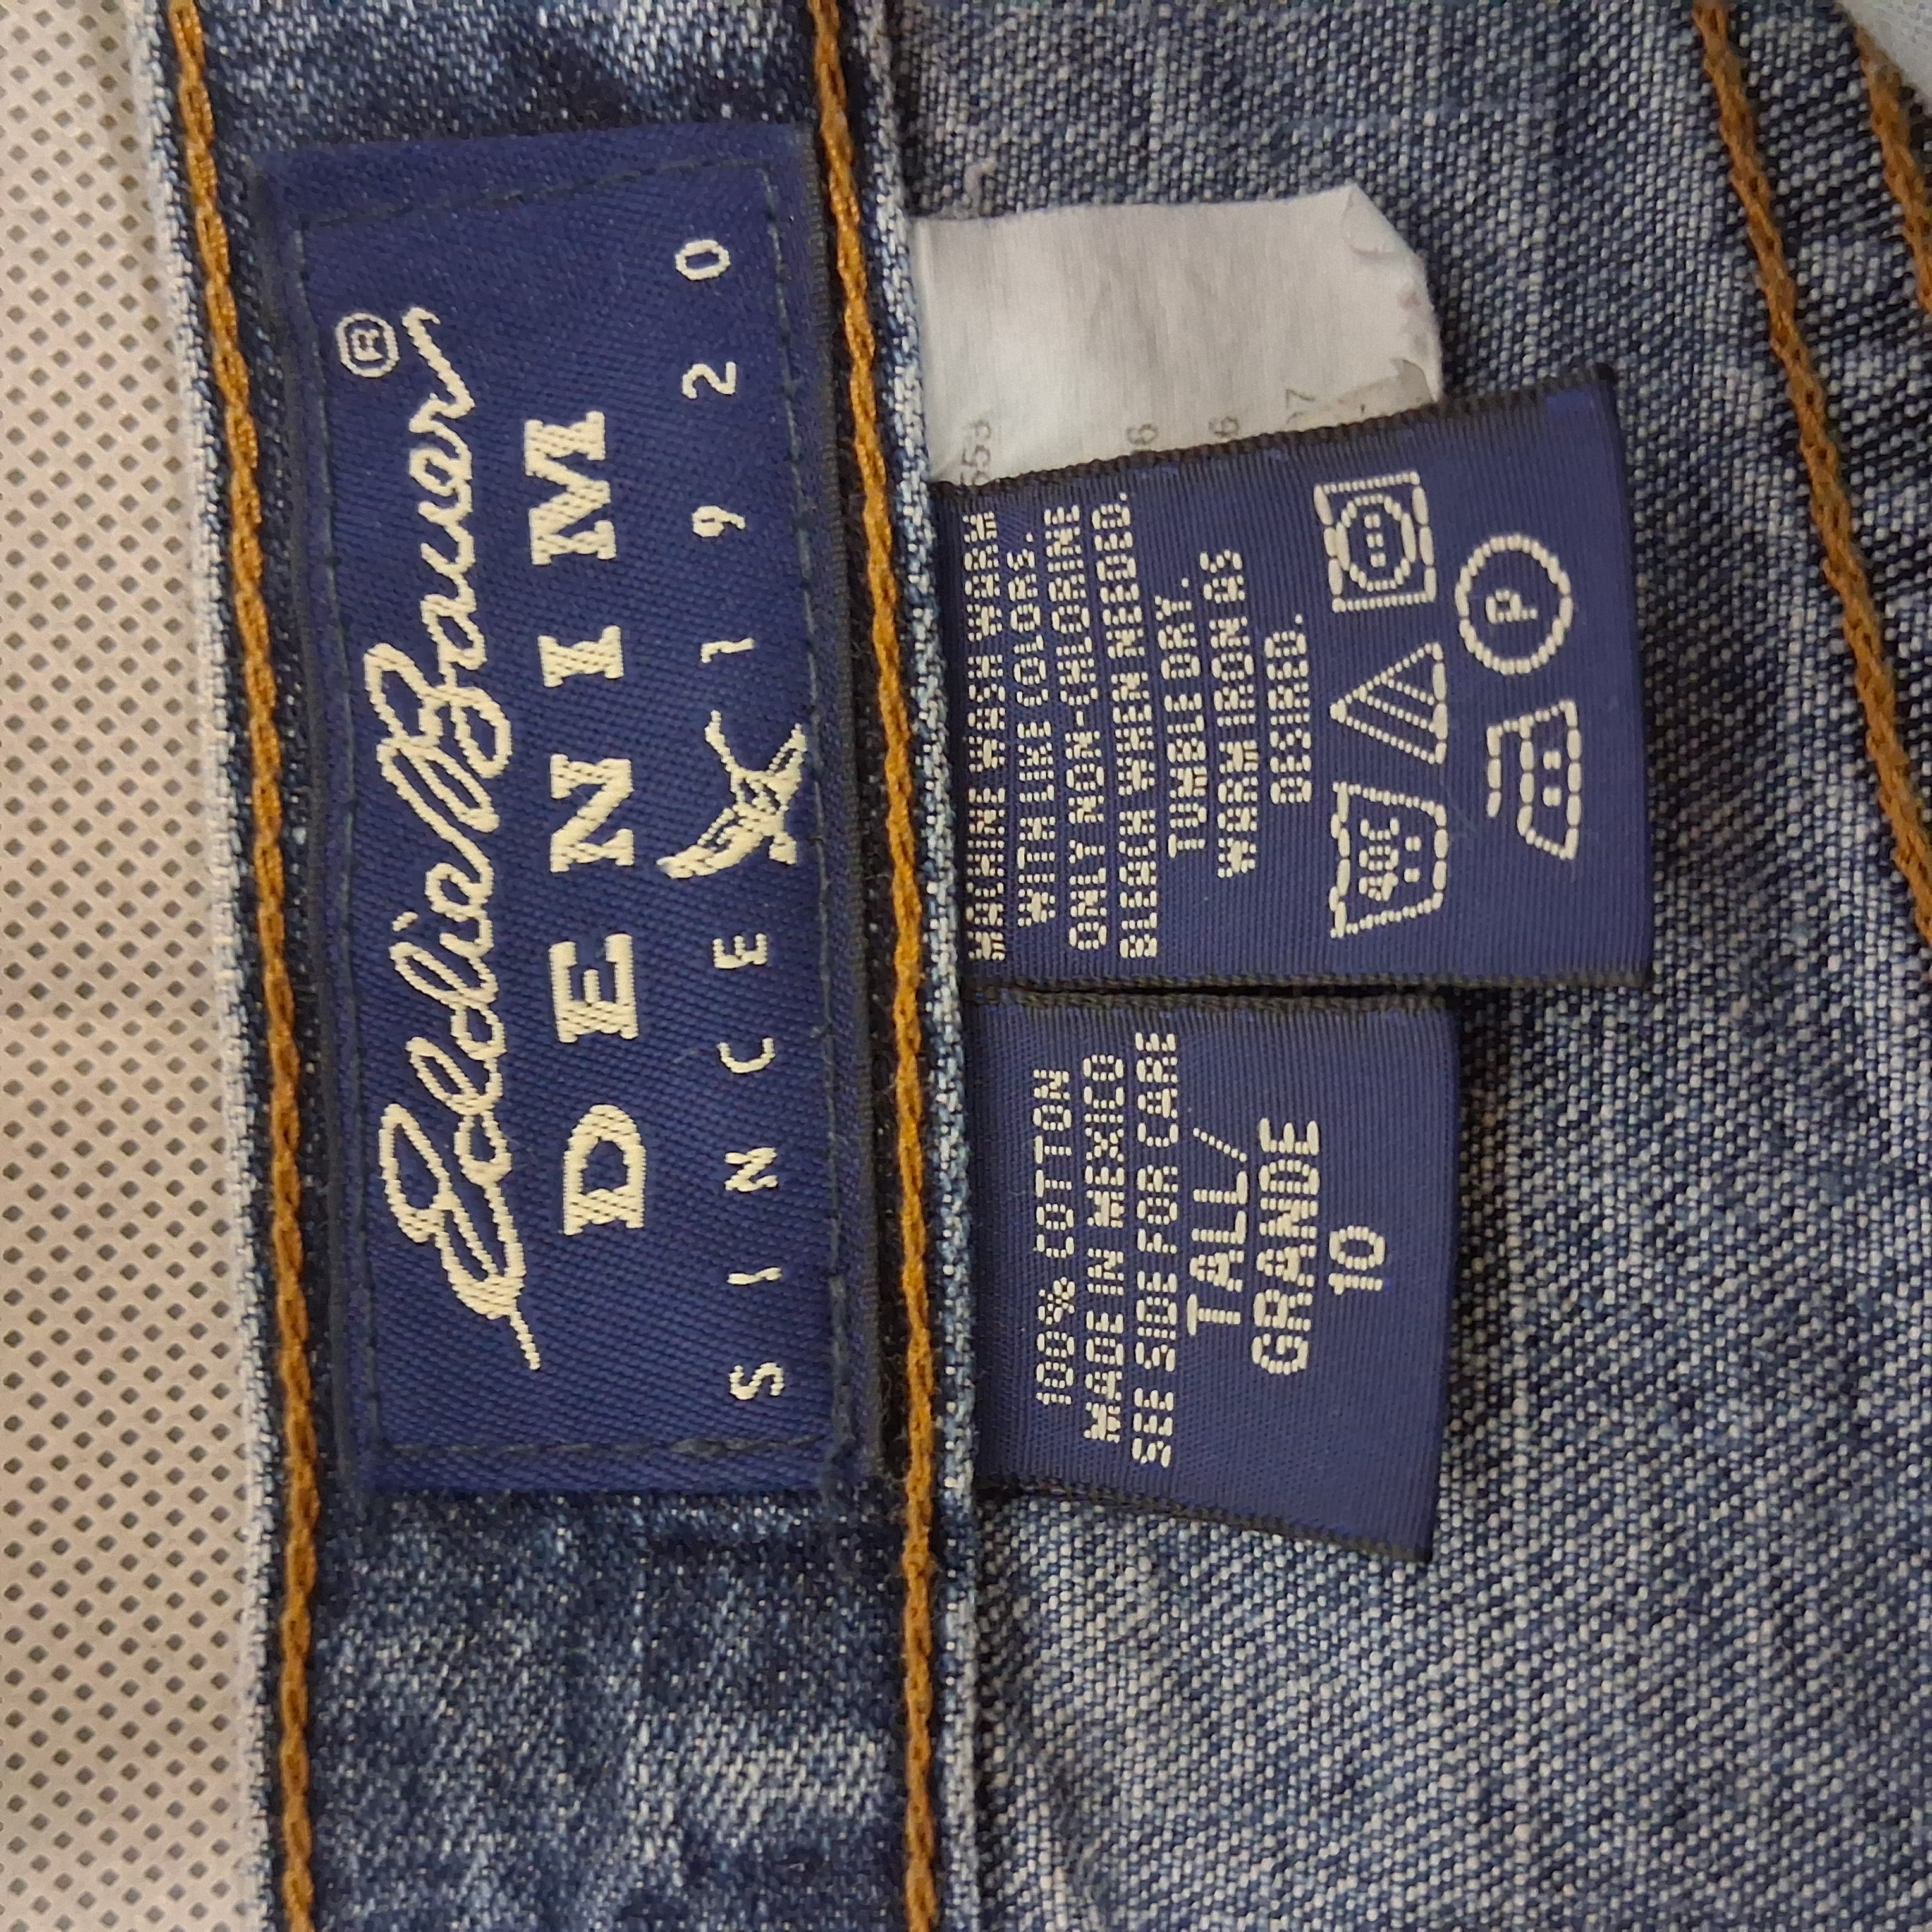 Eddie Bauer®
DENIM
SINCE 1920
100% COTTON
MADE IN MEXICO
SEE SIDE FOR CARE
TALL/
GRANDE
10
MACHINE WASH WARM
WITH LIKE COLORS.
ONLY NON-CHLORINE
BLEACH WHEN NEEDED.
TUMBLE DRY.
WARM IRON AS
DESIRED.
40C
P